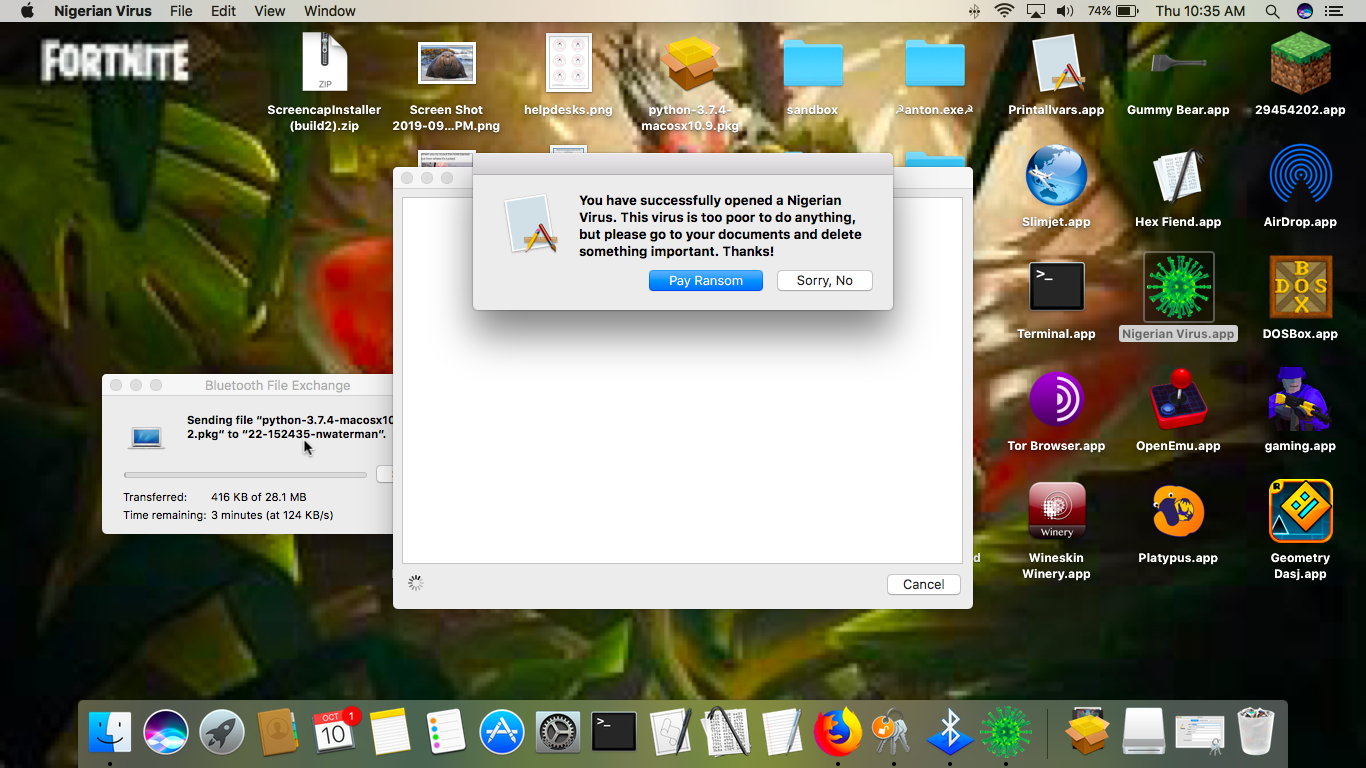 Nigerian Virus File Edit View Window 74% Thu 10:35 AM
FORTNITE
ZIP
ScreencapInstaller
(build2).zip
Screen Shot
2019-09...PM.png
helpdesks.png
python-3.7.4-
macosx10.9.pkg
sandbox
☭anton.exe☭
Printallvars.app
Gummy Bear.app
29454202.app
You have successfully opened a Nigerian
Virus. This virus is too poor to do anything,
but please go to your documents and delete
something important. Thanks!
Pay Ransom
Sorry, No
Slimjet.app
Hex Fiend.app
AirDrop.app
>_
Terminal.app
Nigerian Virus.app
BOX
DOS
DOSBox.app
Bluetooth File Exchange
Sending file “python-3.7.4-macosx10
2.pkg” to “22-152435-nwaterman”.
Transferred: 416 KB of 28.1 MB
Time remaining: 3 minutes (at 124 KB/s)
Tor Browser.app
OpenEmu.app
gaming.app
Winery
d
Wineskin
Winery.app
Platypus.app
R
Geometry
Dasj.app
Cancel
OCT
10
1
>_